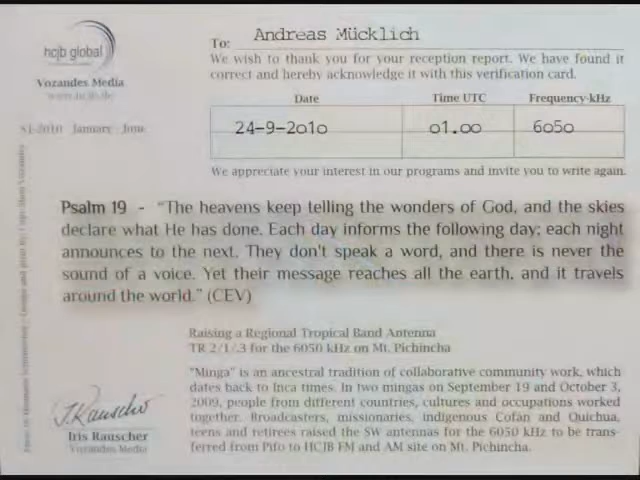 hcjb global
Vozandes Media
www.hcjb.de
S1-2010 January - June
To: Andreas Mücklich
We wish to thank you for your reception report. We have found it
correct and hereby acknowledge it with this verification card.
Date Time UTC Frequency-kHz
24-9-2010 01.00 6050
We appreciate your interest in our programs and invite you to write again.
Psalm 19 - "The heavens keep telling the wonders of God, and the skies
declare what He has done. Each day informs the following day; each night
announces to the next. They don't speak a word, and there is never the
sound of a voice. Yet their message reaches all the earth, and it travels
around the world." (CEV)
Raising a Regional Tropical Band Antenna
TR 2/1/.3 for the 6050 kHz on Mt. Pichincha
"Minga" is an ancestral tradition of collaborative community work, which
dates back to Inca times. In two mingas on September 19 and October 3,
2009, people from different countries, cultures and occupations worked
together. Broadcasters, missionaries, indigenous Cofan and Quichua,
teens and retirees raised the SW antennas for the 6050 kHz to be trans-
ferred from Pifo to HCJB FM and AM site on Mt. Pichincha.
I. Rauscher
Iris Rauscher
Vozandes Media